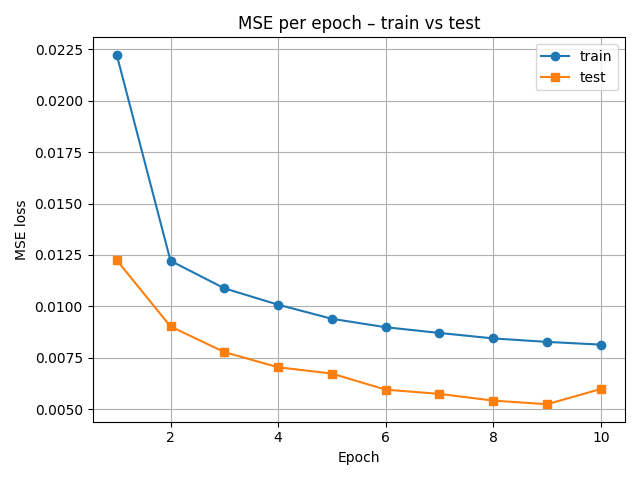 MSE per epoch – train vs test
train
test
0.0225
0.0200
0.0175
0.0150
0.0125
0.0100
0.0075
0.0050
MSE loss
2
4
6
8
10
Epoch